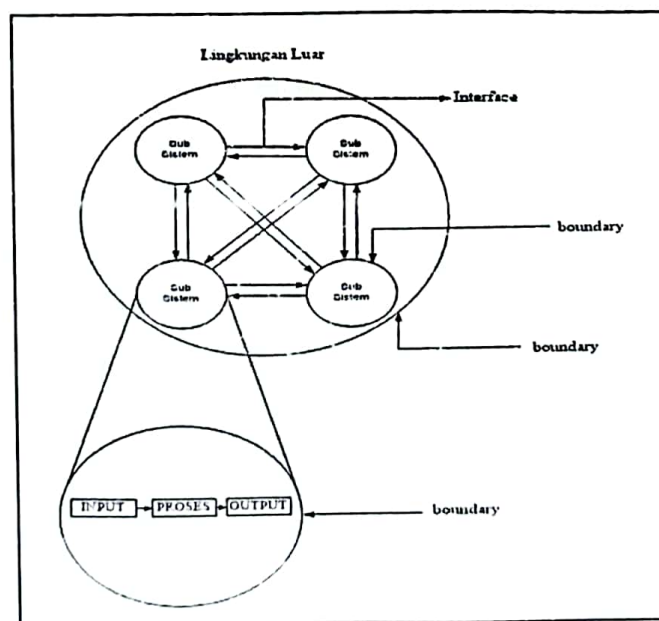 Lingkungan Luar
Interface
Sub
Sistem
Sub
Sistem
boundary
Sub
Sistem
Sub
Sistem
boundary
INPUT
PROSES
OUTPUT
boundary